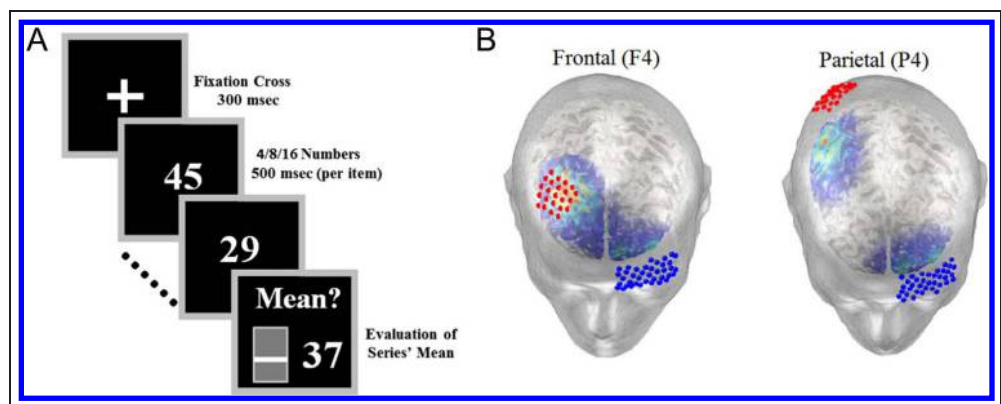 A
Fixation Cross
300 msec
45
4/8/16 Numbers
500 msec (per item)
29
Mean?
37
Evaluation of
Series' Mean
B
Frontal (F4)
Parietal (P4)